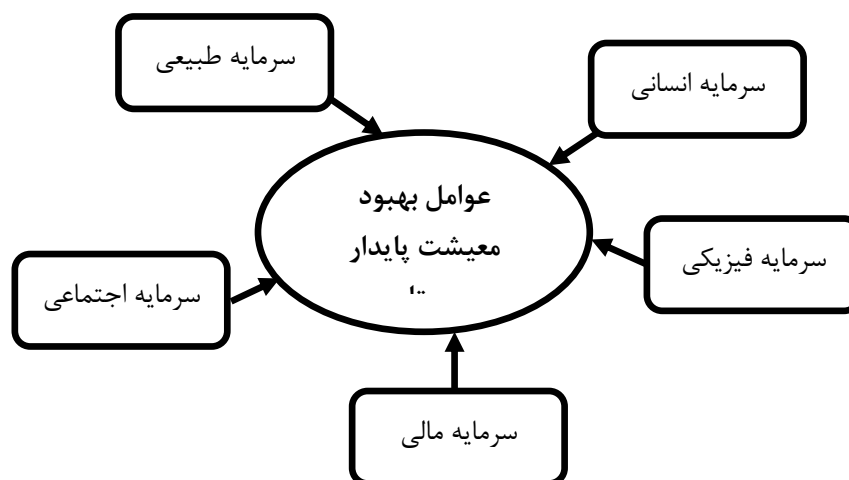 سرمایه طبیعی
سرمایه انسانی
عوامل بهبود
معیشت پایدار
سرمایه فیزیکی
سرمایه اجتماعی
سرمایه مالی